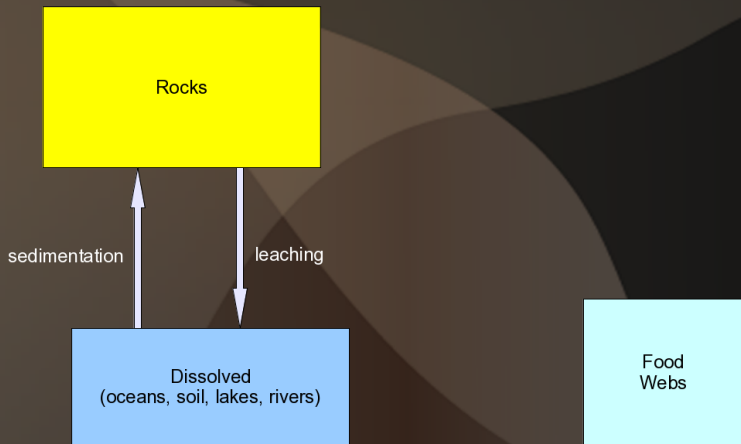 Rocks
sedimentation
leaching
Dissolved
(oceans, soil, lakes, rivers)
Food
Webs